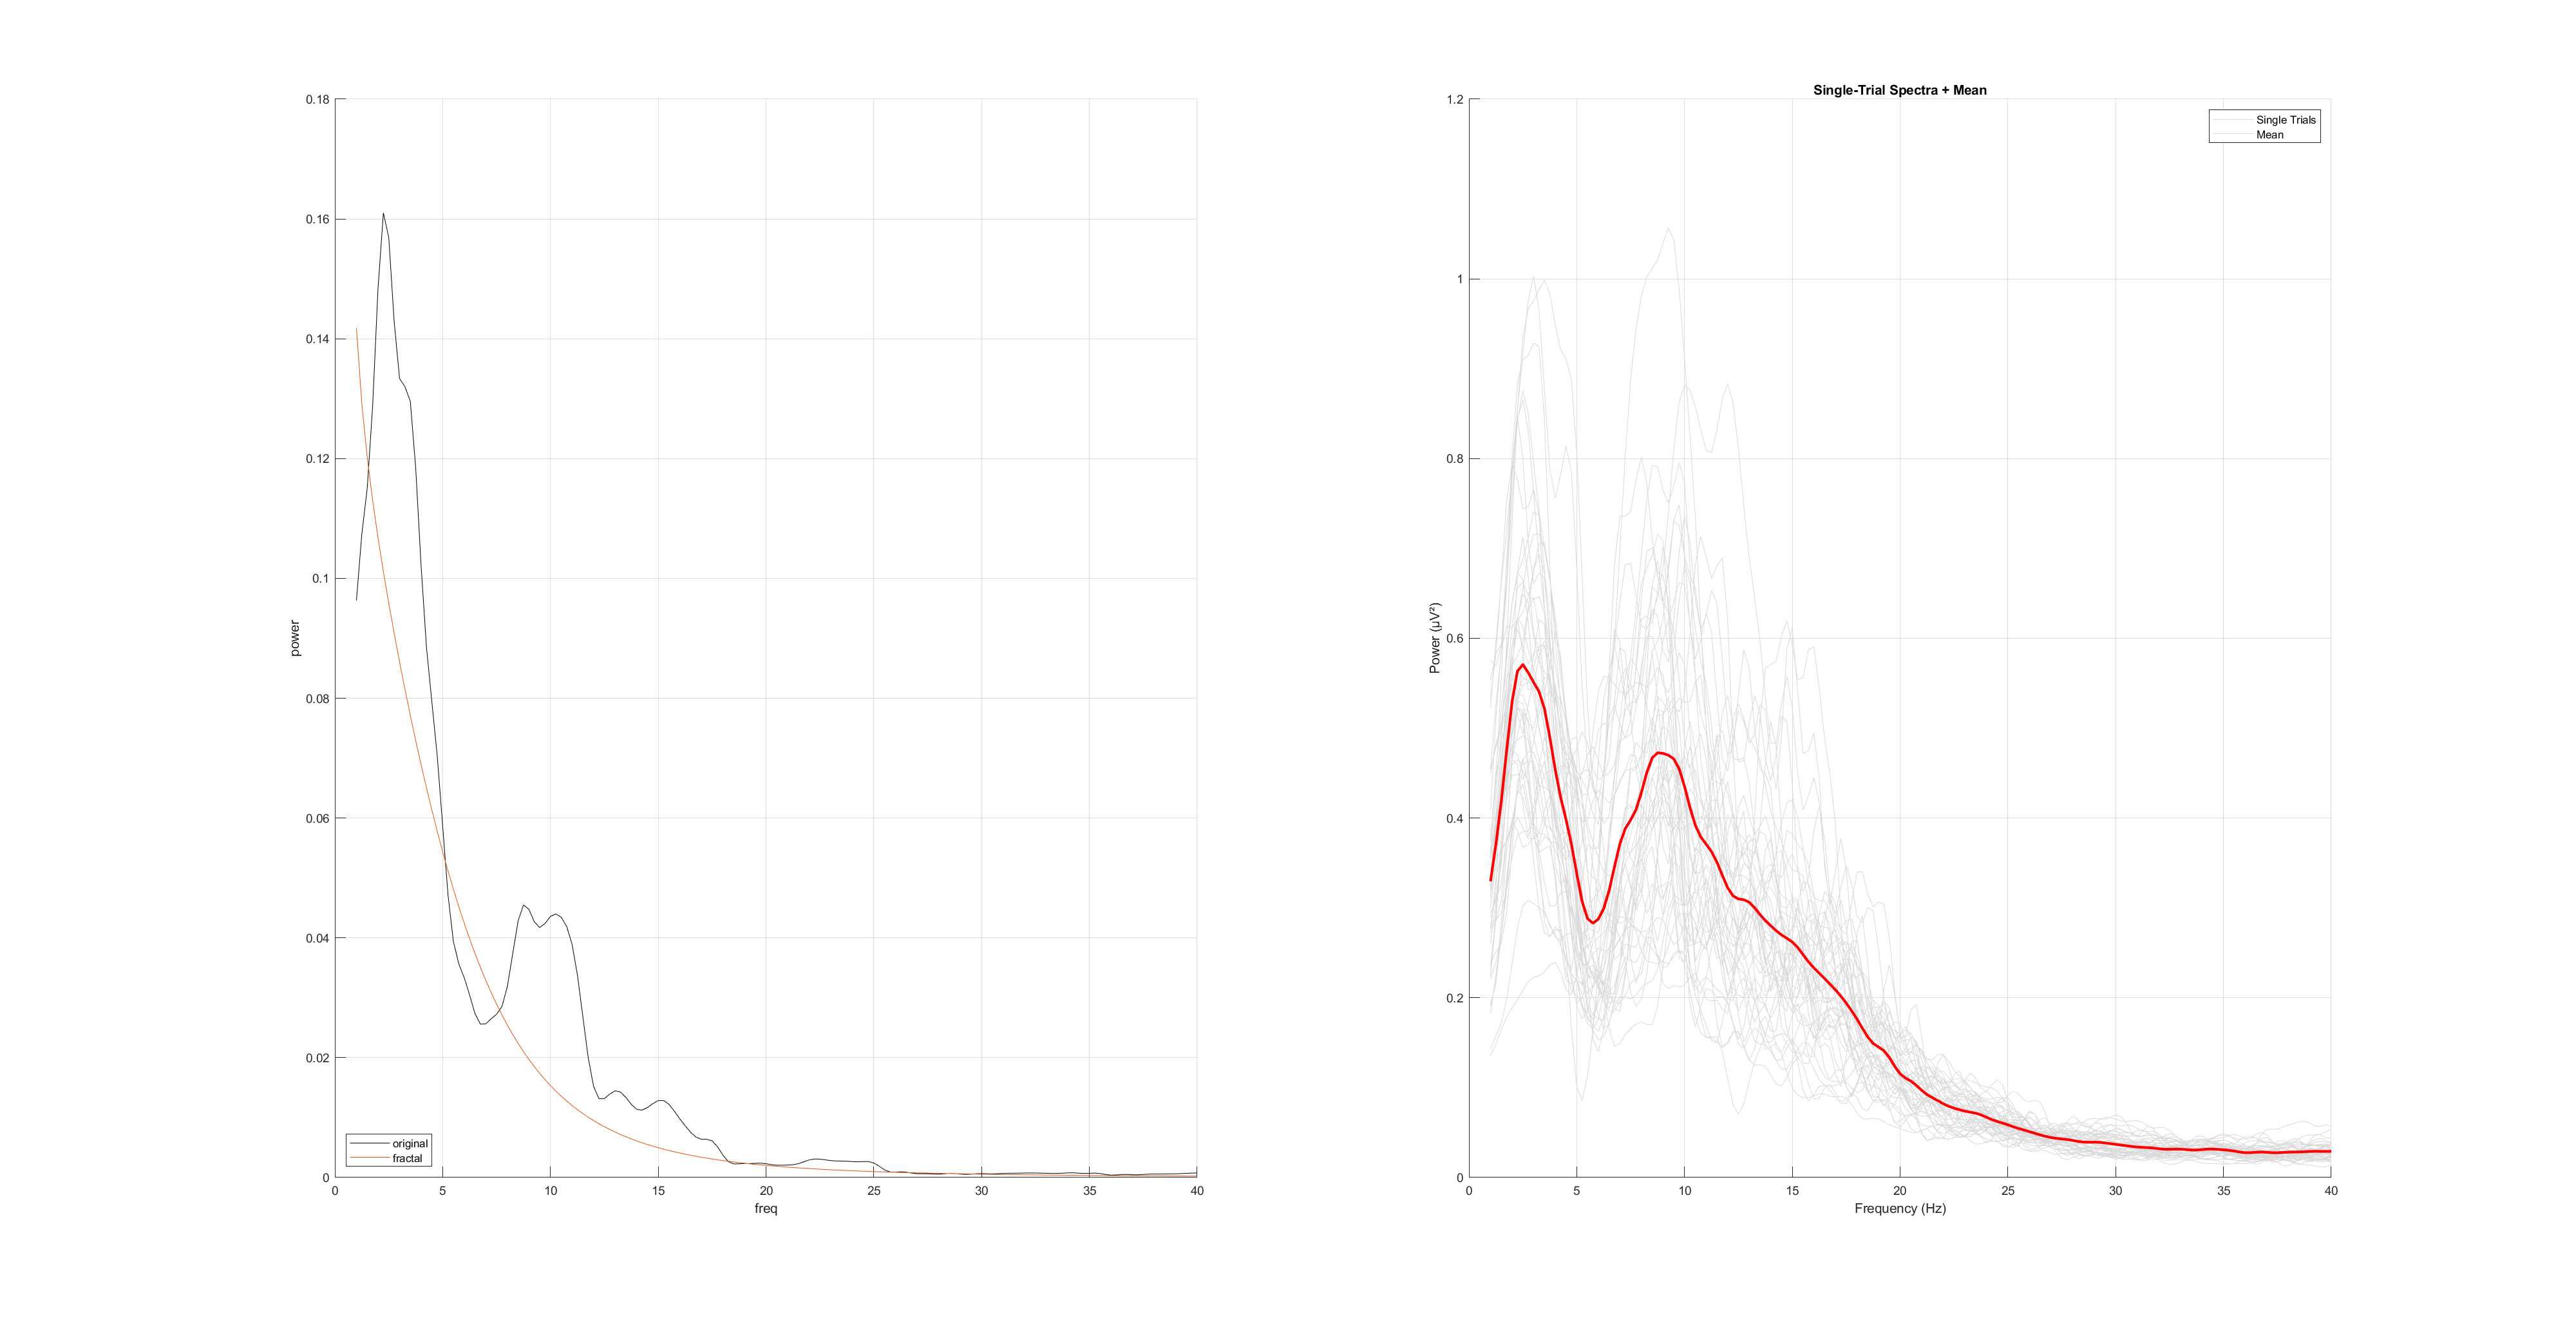 0.18
0.16
0.14
0.12
0.1
0.08
0.06
0.04
0.02
0
power
original
fractal
0 5 10 15 20 25 30 35 40
freq
Single-Trial Spectra + Mean
Single Trials
Mean
1.2
1
0.8
0.6
0.4
0.2
0
Power (µV²)
0 5 10 15 20 25 30 35 40
Frequency (Hz)